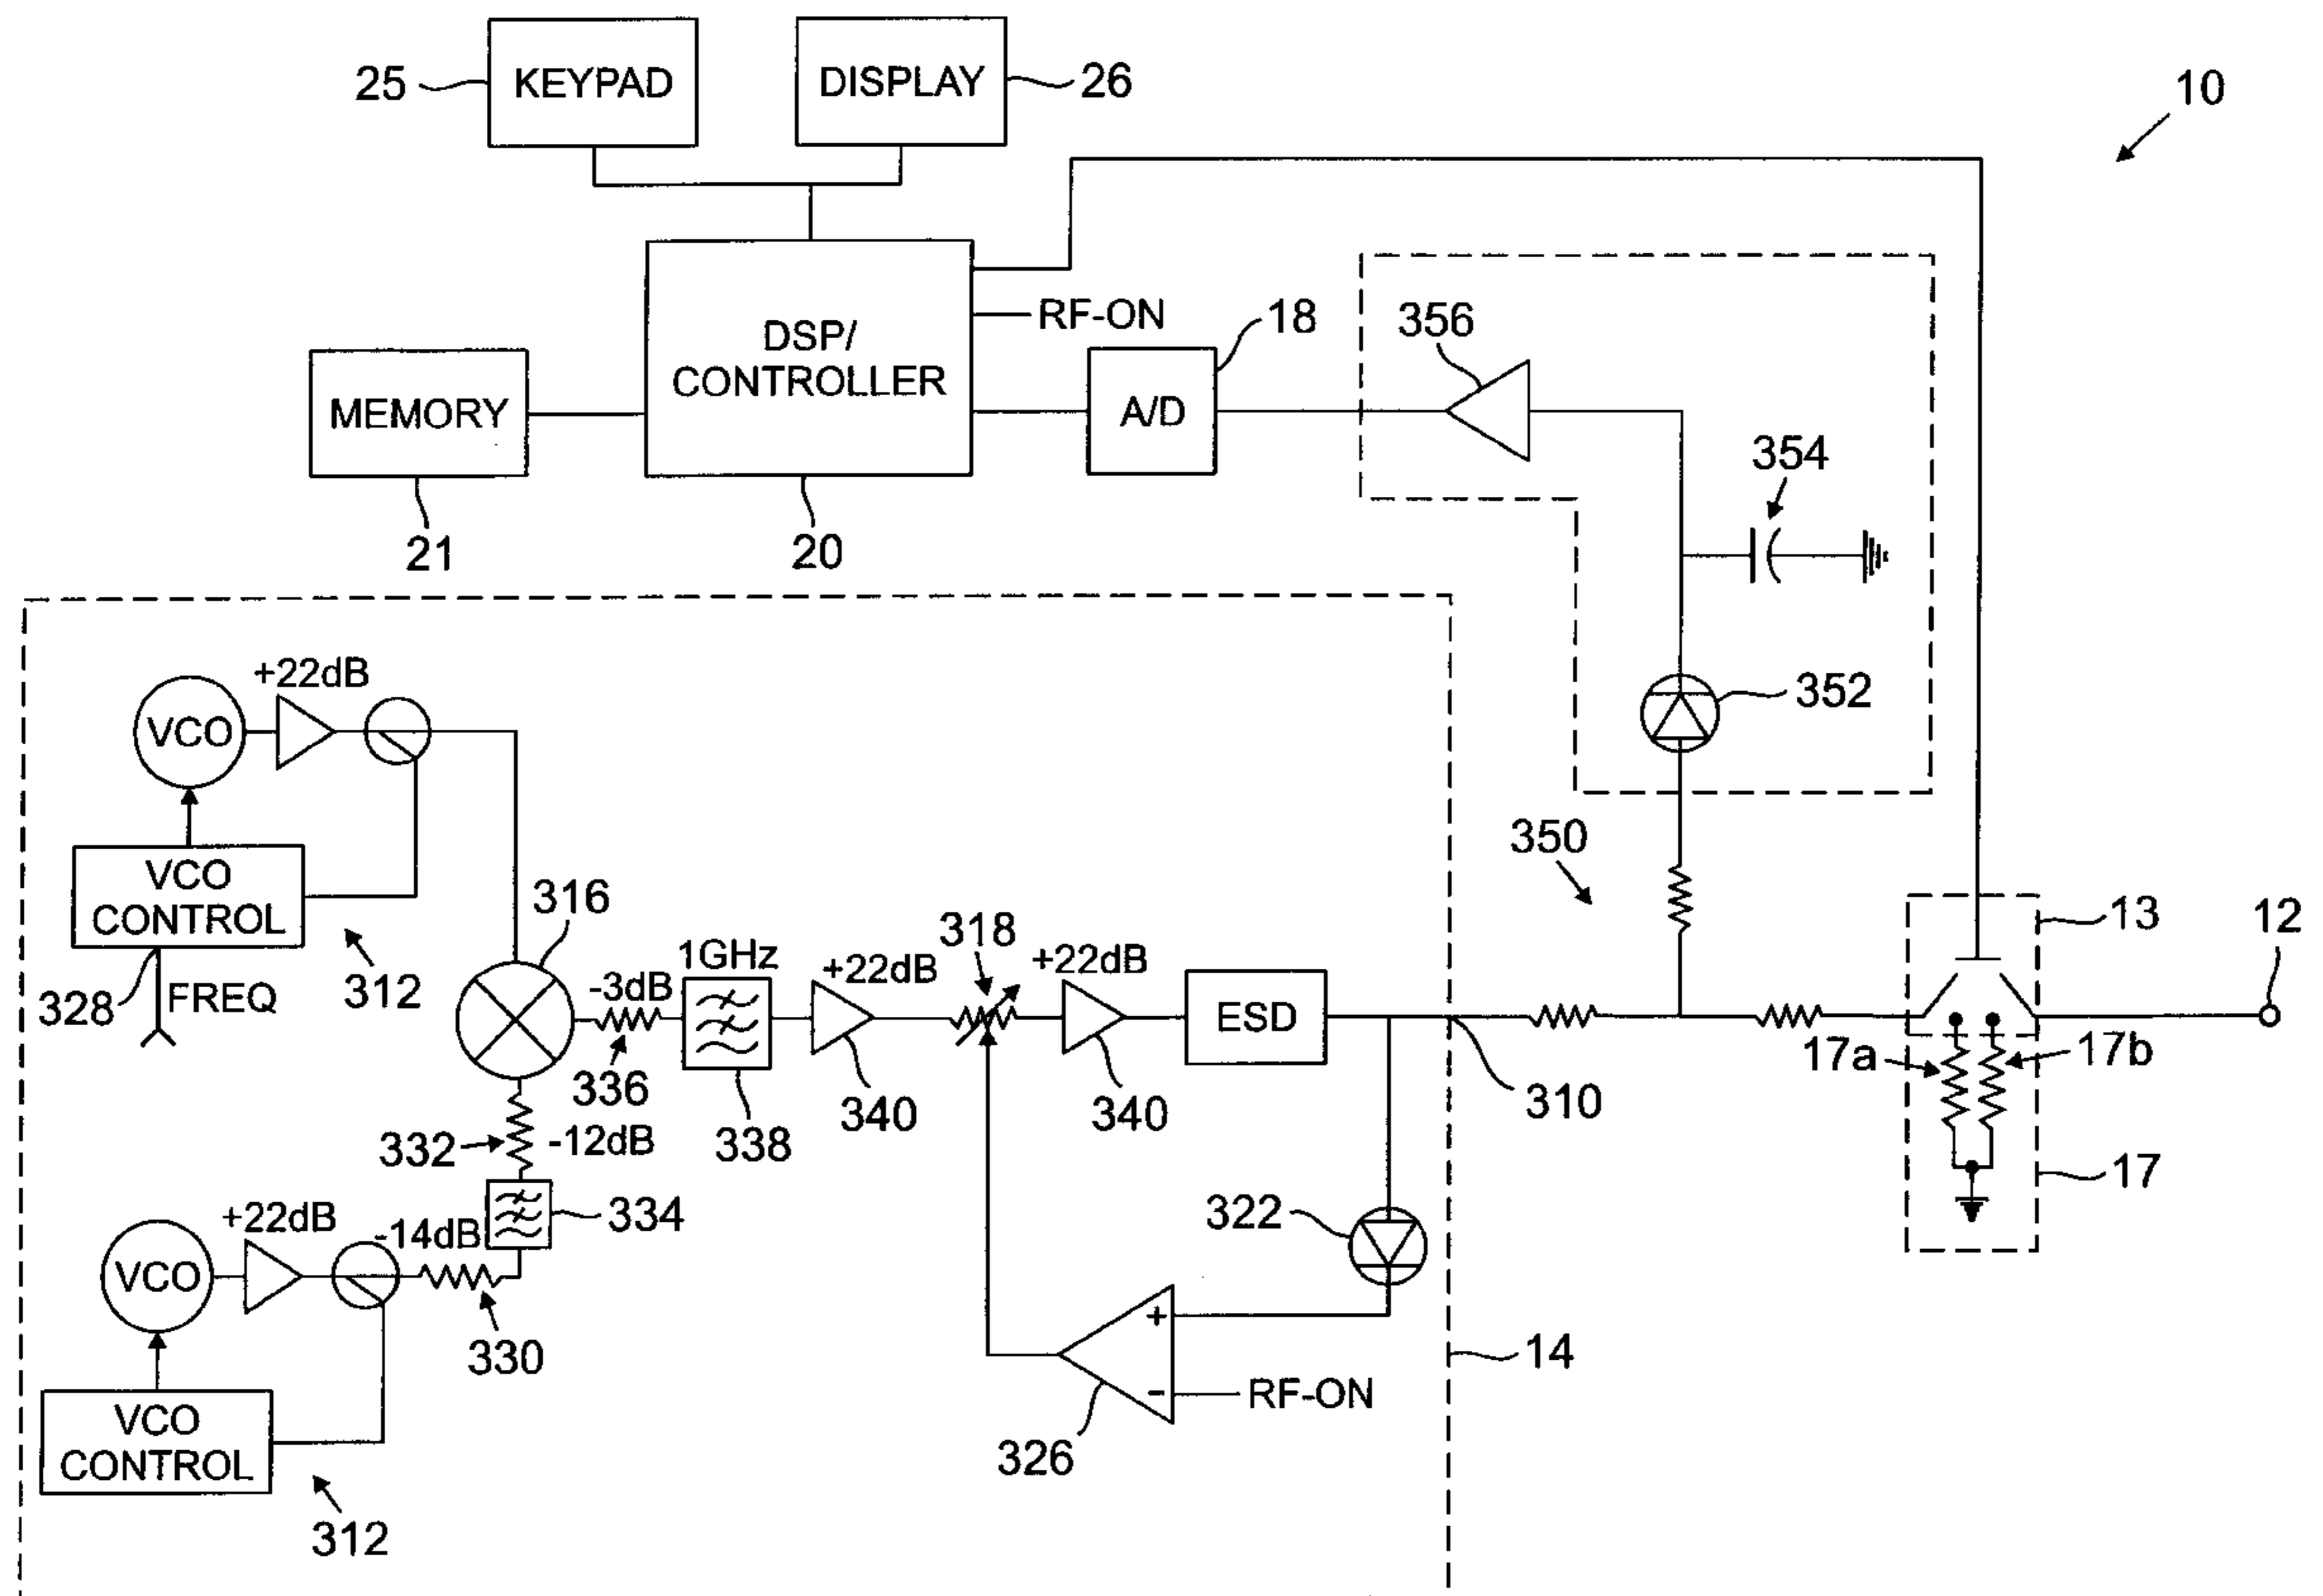 25
KEYPAD
DISPLAY
26
10
DSP/
CONTROLLER
RF-ON
18
356
MEMORY
A/D
354
21
20
+22dB
VCO
352
VCO
CONTROL
350
316
318
13
12
328
FREQ
312
-3dB
1GHz
+22dB
+22dB
ESD
336
340
340
310
17a
17b
332
-12dB
338
17
+22dB
-14dB
334
322
VCO
330
+
14
VCO
CONTROL
-
RF-ON
326
312